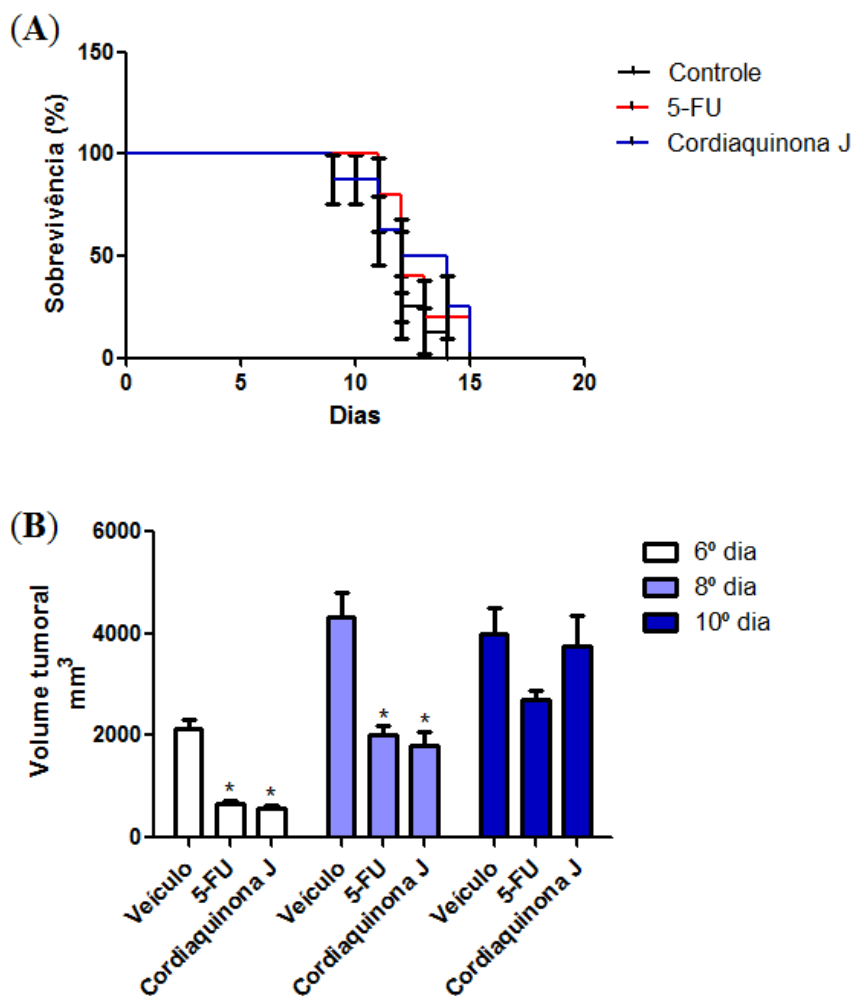 (A)
150
100
50
0
Sobrevivência (%)
0 5 10 15 20
Dias
Controle
5-FU
Cordiaquinona J
(B)
6000
4000
2000
0
Volume tumoral
mm³
* * * *
Veículo 5-FU Cordiaquinona J Veículo 5-FU Cordiaquinona J Veículo 5-FU Cordiaquinona J
6º dia
8º dia
10º dia